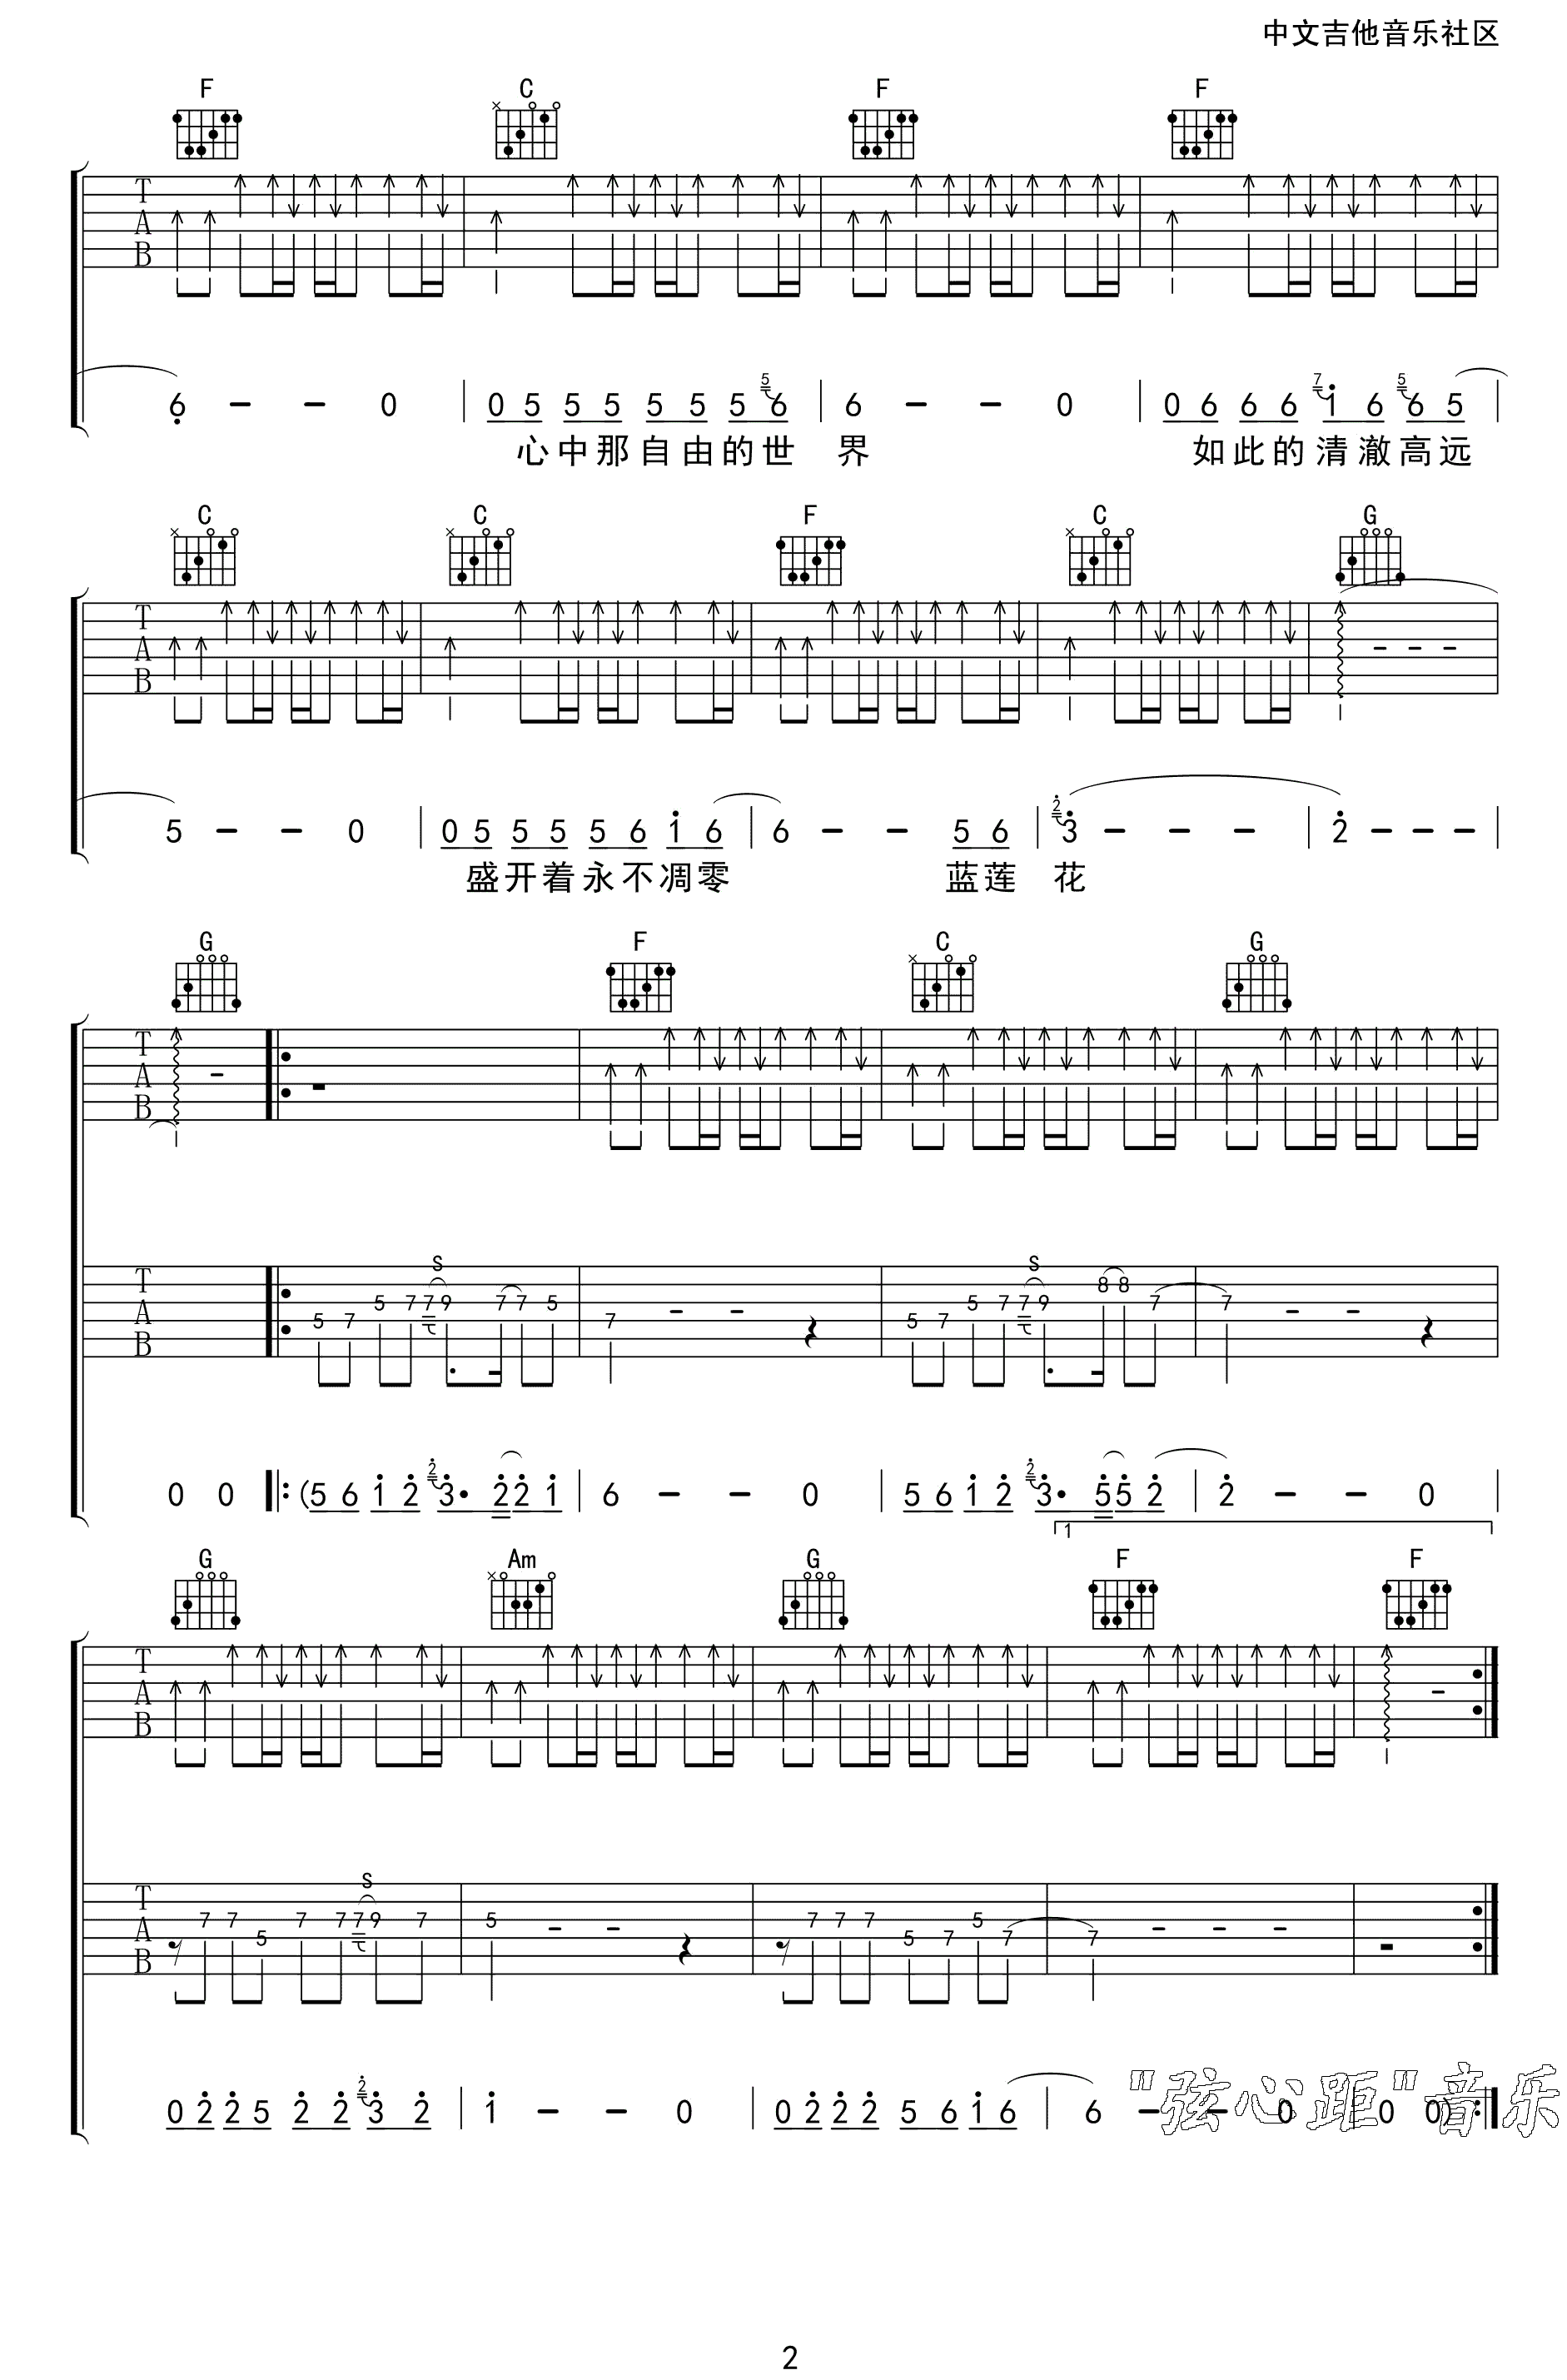 中文吉他音乐社区
F C F F
T
A
B
6 - - 0 0 5 5 5 5 5 5 5 6 6 - - 0 0 6 6 6 7 1 6 5 6 5
心中那自由的世 界 如此的清澈高远
C C F C G
T
A
B
5 - - 0 0 5 5 5 5 6 1 6 6 - - 5 6 2 3 - - - 2 - - -
盛开着永不凋零 蓝莲 花
G F C G
T
A
B
S S
T
A
B
5 7 5 7 7 9 7 7 5 7 - - 5 7 5 7 7 9 8 8 7 7 - -
0 0 (5 6 1 2 2 3· 2 2 1 6 - - 0 5 6 1 2 2 3· 5 5 2 2 - - 0
1
G Am G F F
T
A
B
S
T
A
B
7 7 5 7 7 7 9 7 5 - - 7 7 7 5 7 5 7 7 - - -
0 2 2 5 2 2 2 3 2 1 - - 0 0 2 2 2 5 6 1 6 6 - - 0 0 0)
"弦心距"音乐
2